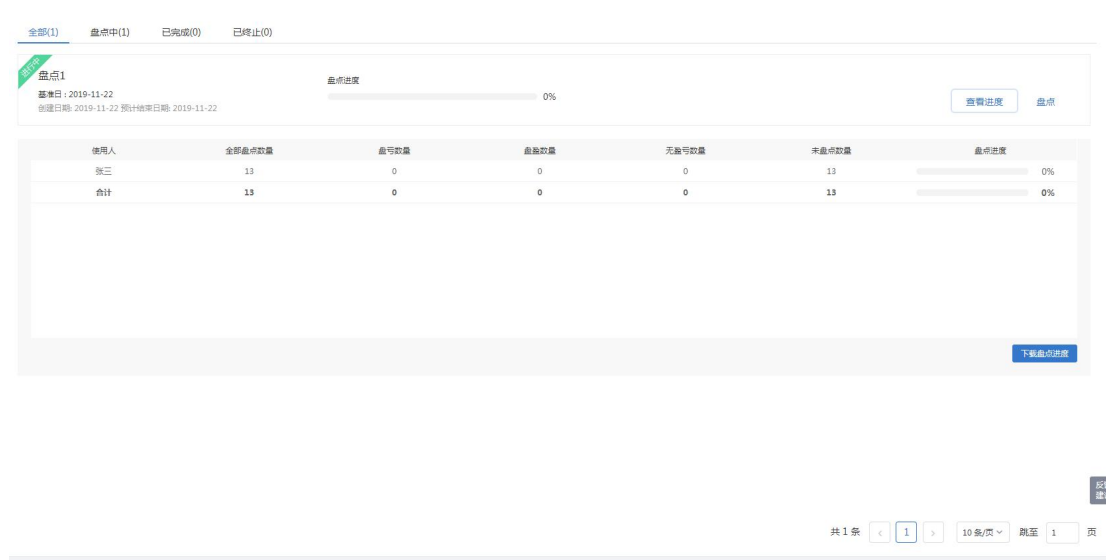 全部(1) 盘点中(1) 已完成(0) 已终止(0)
进行中
盘点1
盘点进度
基准日：2019-11-22
0%
查看进度 盘点
创建日期: 2019-11-22 预计结束日期: 2019-11-22
使用人 全部盘点数量 盘亏数量 盘盈数量 无盈亏数量 未盘点数量 盘点进度
张三 13 0 0 0 13 0%
合计 13 0 0 0 13 0%
下载盘点进度
共 1 条 < 1 > 10 条/页 跳至 1 页